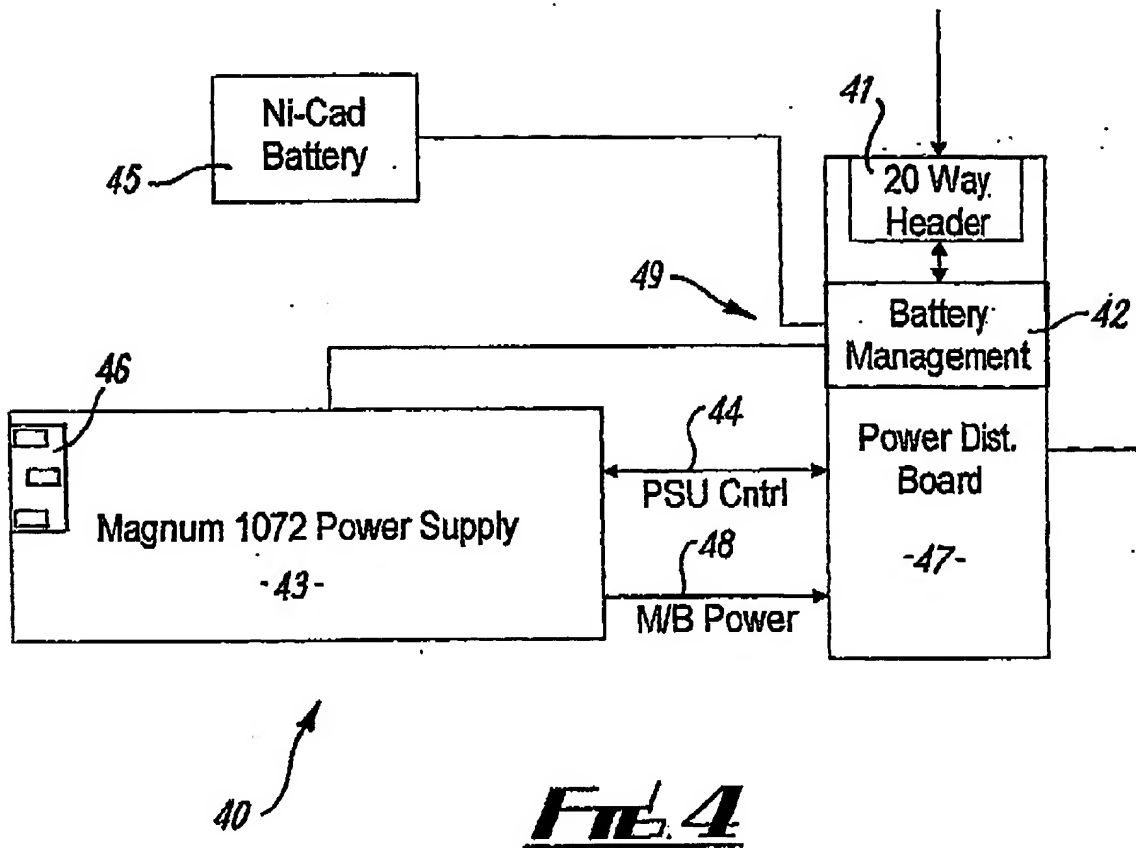 41
Ni-Cad
Battery
45
20 Way
Header
49
Battery
Management
42
46
44
PSU Cntrl
Power Dist.
Board
Magnum 1072 Power Supply
-43-
48
M/B Power
-47-
40
FIG. 4